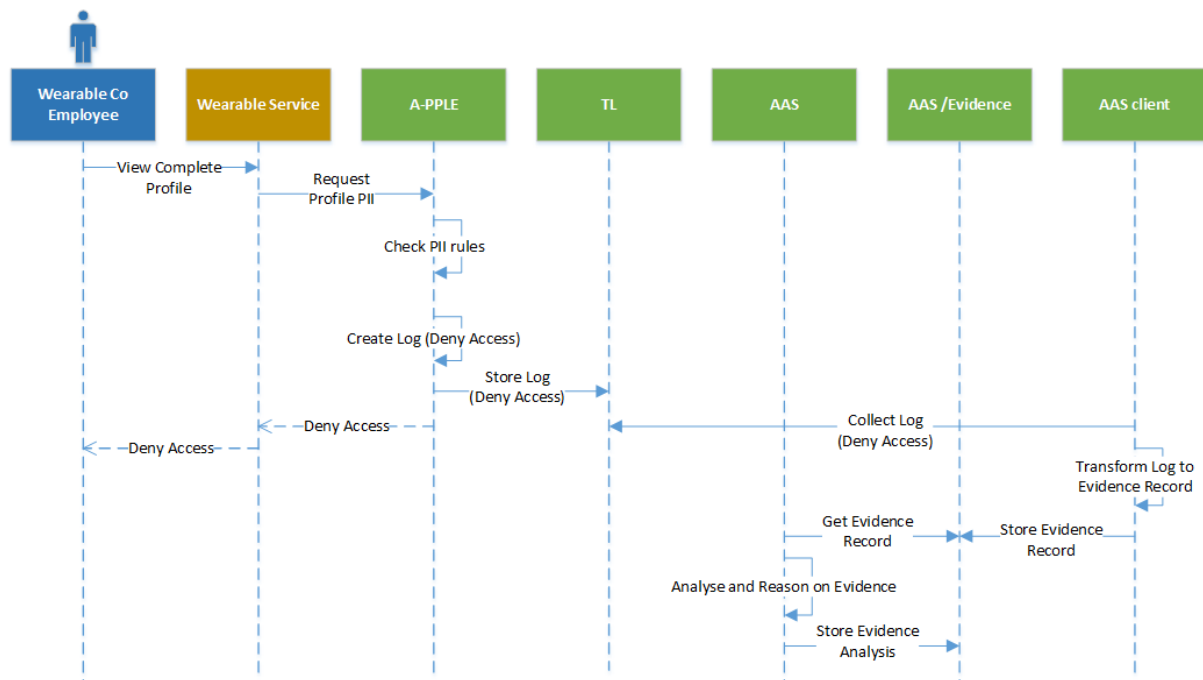 Wearable Co
Employee
Wearable Service
A-PPLE
TL
AAS
AAS /Evidence
AAS client
View Complete
Profile
Request
Profile PII
Check PII rules
Create Log (Deny Access)
Store Log
(Deny Access)
Deny Access
Collect Log
(Deny Access)
Deny Access
Transform Log to
Evidence Record
Get Evidence
Record
Store Evidence
Record
Analyse and Reason on Evidence
Store Evidence
Analysis